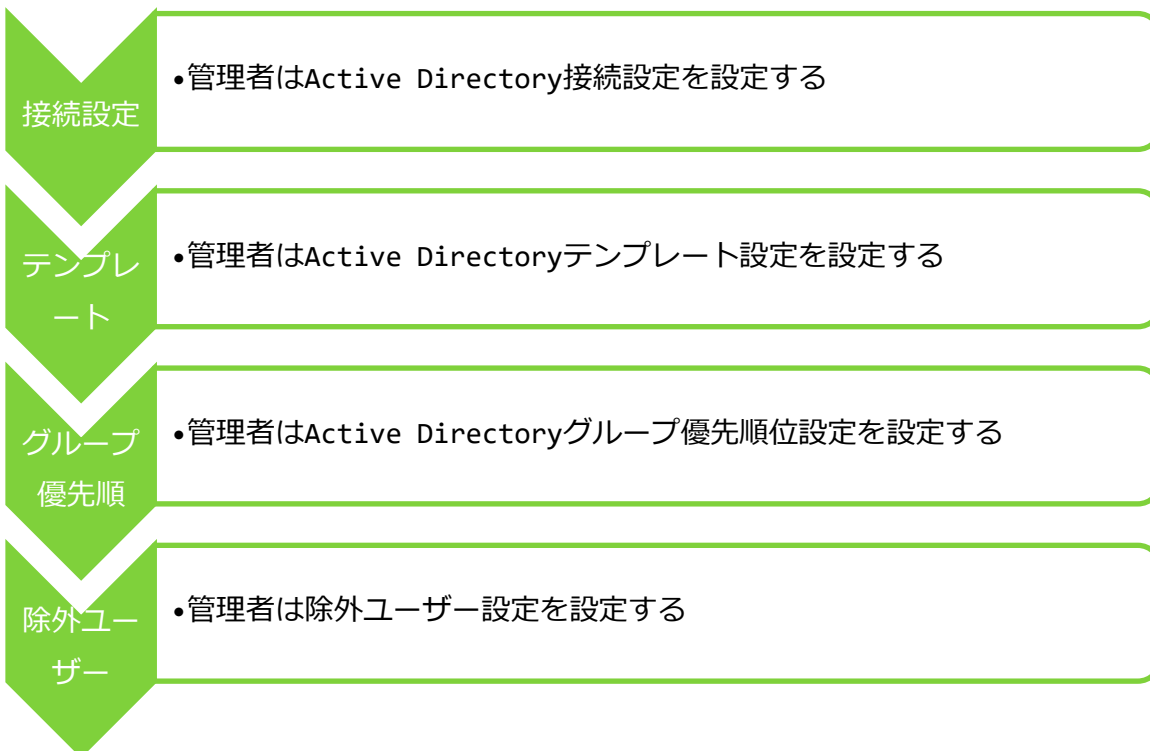 接続設定
•管理者はActive Directory接続設定を設定する
テンプレ
ート
•管理者はActive Directoryテンプレート設定を設定する
グループ
優先順
•管理者はActive Directoryグループ優先順位設定を設定する
除外ユー
ザー
•管理者は除外ユーザー設定を設定する